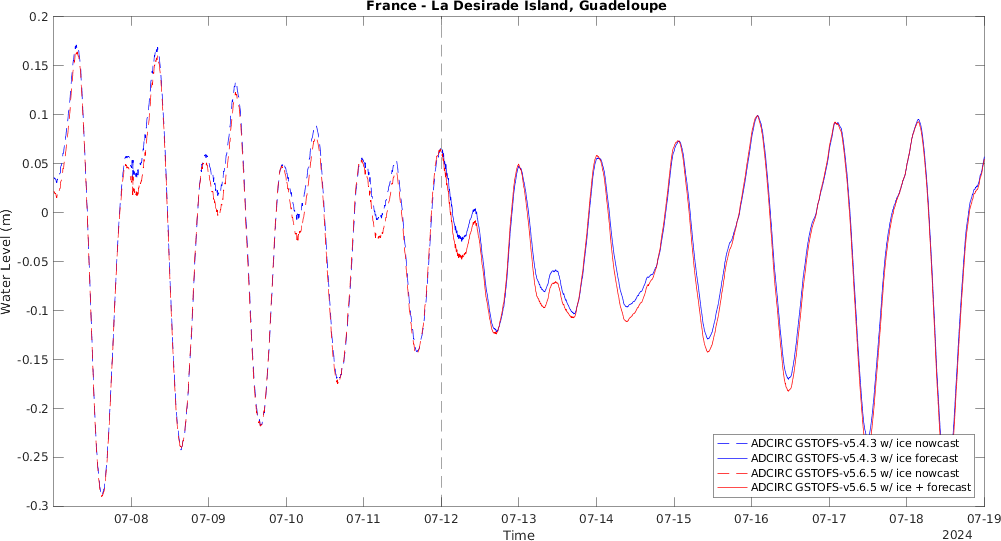 France - La Desirade Island, Guadeloupe
0.2
0.15
0.1
0.05
0
-0.05
-0.1
-0.15
-0.2
-0.25
-0.3
Water Level (m)
ADCIRC GSTOFS-v5.4.3 w/ ice nowcast
ADCIRC GSTOFS-v5.4.3 w/ ice forecast
ADCIRC GSTOFS-v5.6.5 w/ ice nowcast
ADCIRC GSTOFS-v5.6.5 w/ ice + forecast
07-08 07-09 07-10 07-11 07-12 07-13 07-14 07-15 07-16 07-17 07-18 07-19
Time
2024